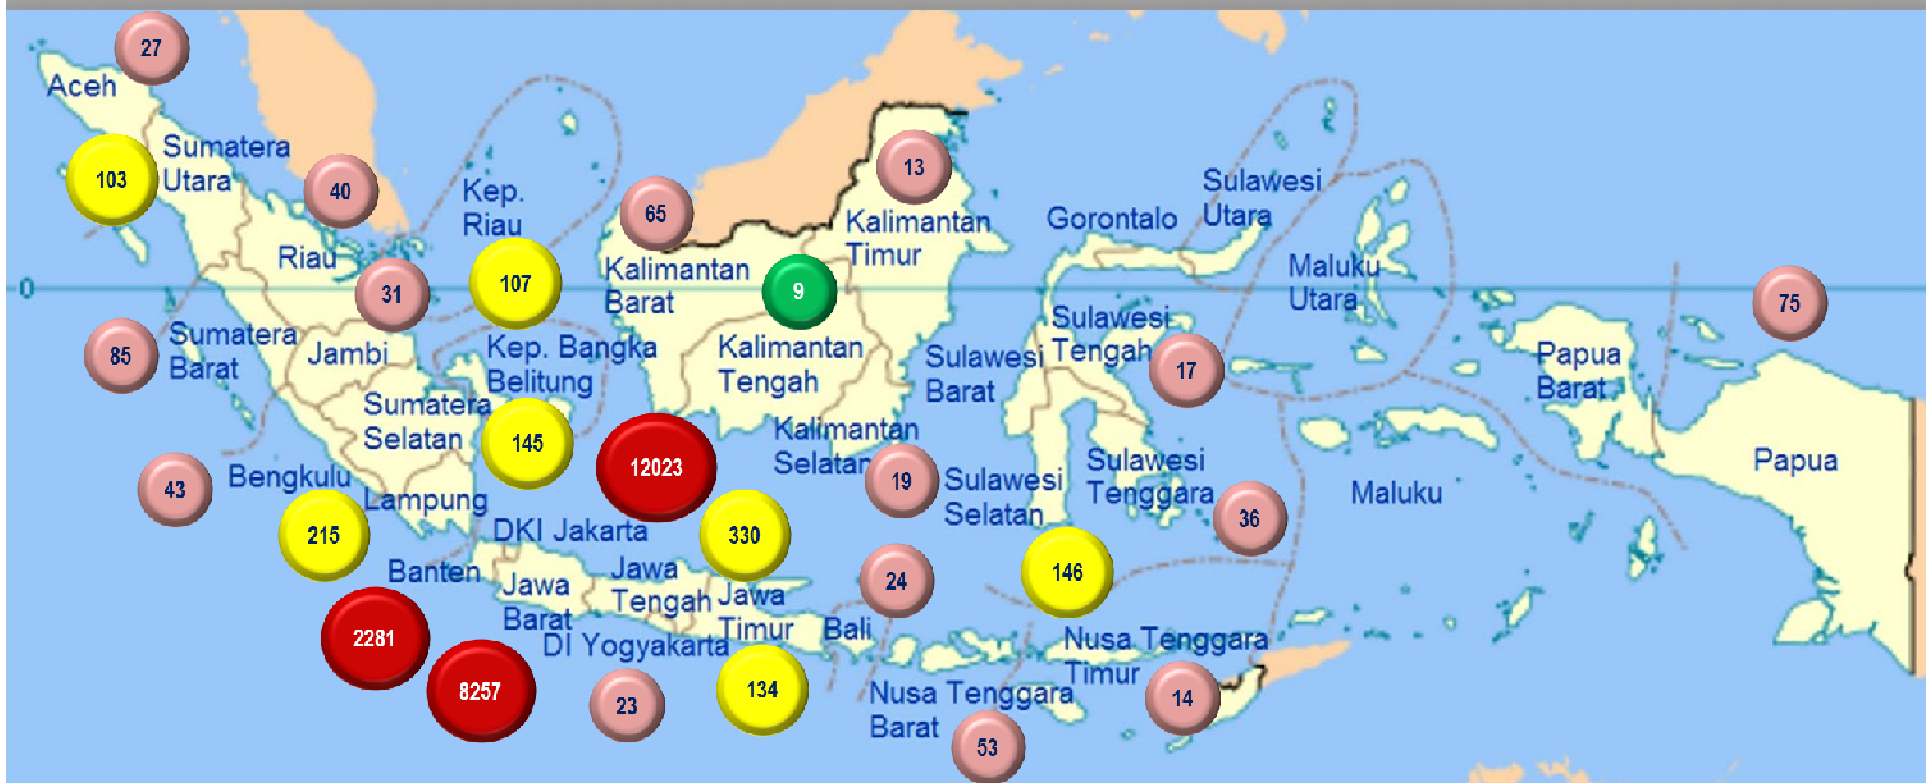 27
Aceh
Sumatera
Utara
103
40
Kep.
Riau
65
13
Kalimantan
Timur
Sulawesi
Utara
Gorontalo
Riau
31
107
Kalimantan
Barat
9
Maluku
Utara
75
0
85
Sumatera
Barat
Jambi
Kep. Bangka
Belitung
Kalimantan
Tengah
Sulawesi
Barat
Sulawesi
Tengah
17
Papua
Barat
Sumatera
Selatan
145
12023
Kalimantan
Selatan
19
Sulawesi
Selatan
Sulawesi
Tenggara
36
Maluku
Papua
43
Bengkulu
Lampung
215
DKI Jakarta
330
Banten
Jawa
Barat
Jawa
Tengah
Jawa
Timur
24
146
2281
DI Yogyakarta
Bali
Nusa Tenggara
Timur
8257
23
134
Nusa Tenggara
Barat
14
53